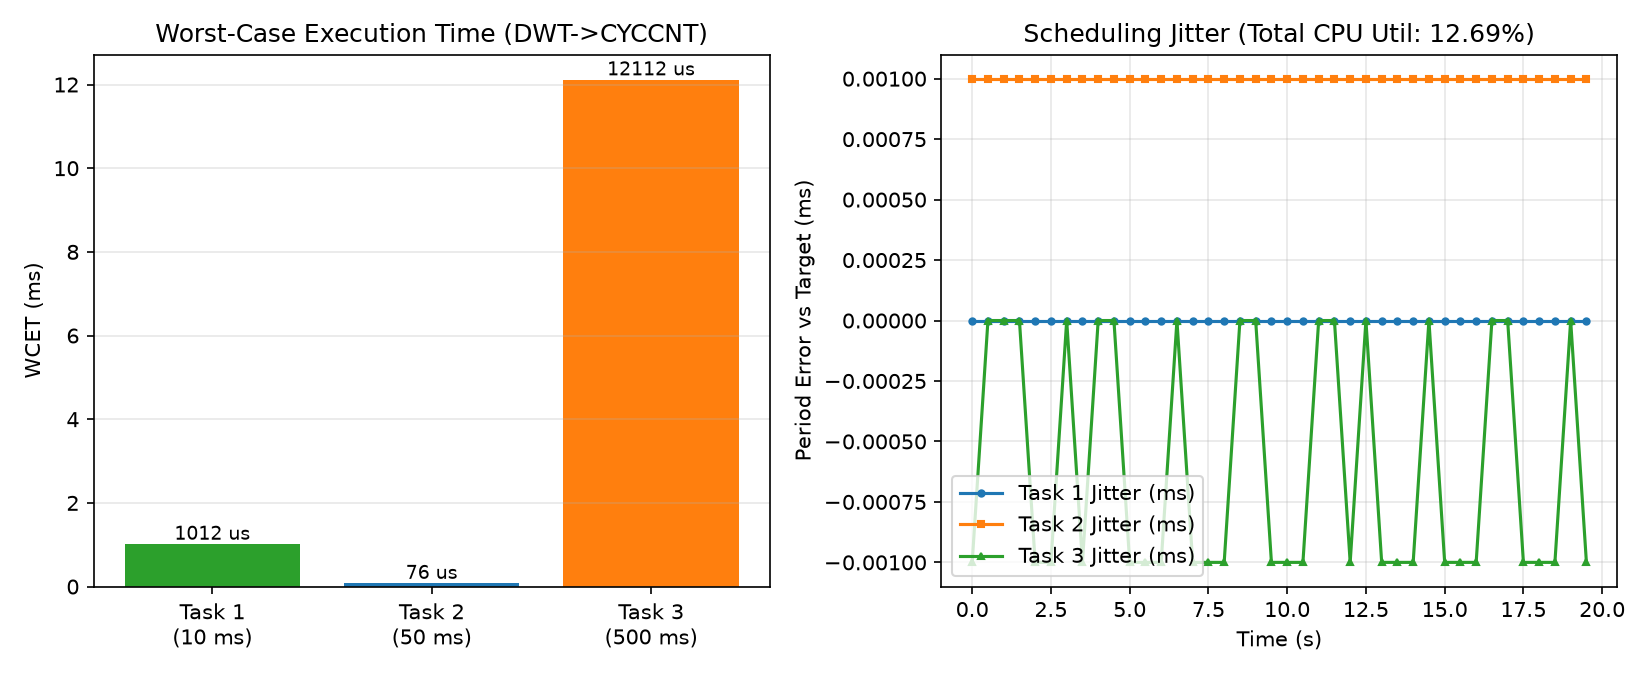 Worst-Case Execution Time (DWT->CYCCNT)
WCET (ms)
12
10
8
6
4
2
0
1012 us
76 us
12112 us
Task 1
(10 ms)
Task 2
(50 ms)
Task 3
(500 ms)
Scheduling Jitter (Total CPU Util: 12.69%)
Period Error vs Target (ms)
0.00100
0.00075
0.00050
0.00025
0.00000
−0.00025
−0.00050
−0.00075
−0.00100
Task 1 Jitter (ms)
Task 2 Jitter (ms)
Task 3 Jitter (ms)
0.0 2.5 5.0 7.5 10.0 12.5 15.0 17.5 20.0
Time (s)